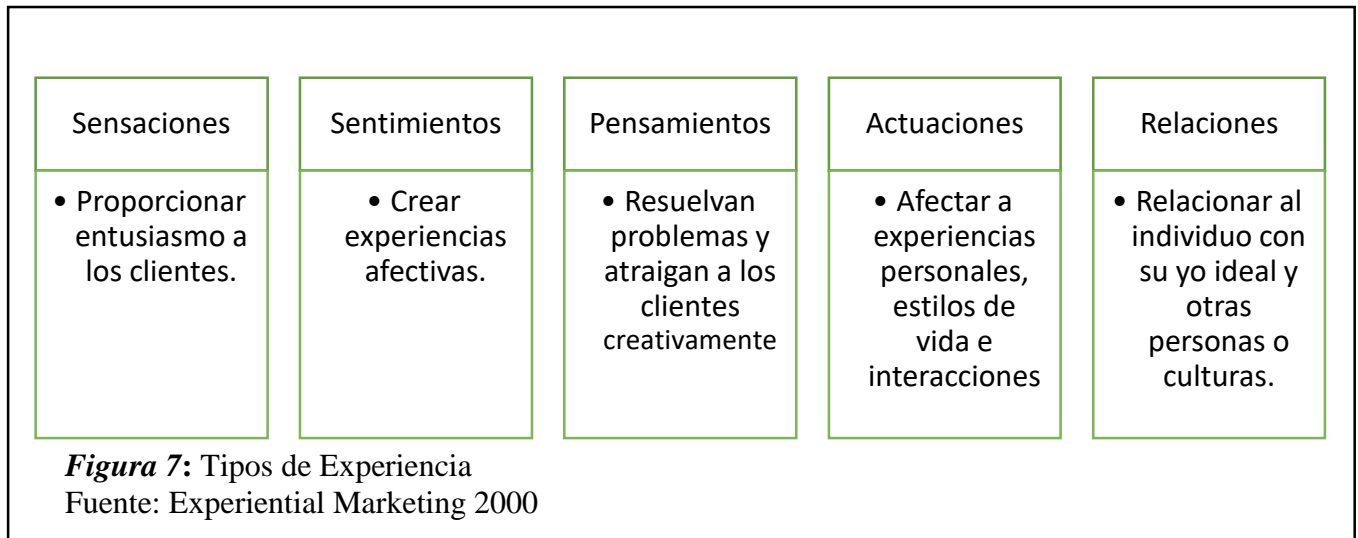 Sensaciones
• Proporcionar
entusiasmo a
los clientes.
Sentimientos
• Crear
experiencias
afectivas.
Pensamientos
• Resuelvan
problemas y
atraigan a los
clientes
creativamente
Actuaciones
• Afectar a
experiencias
personales,
estilos de
vida e
interacciones
Relaciones
• Relacionar al
individuo con
su yo ideal y
otras
personas o
culturas.
Figura 7: Tipos de Experiencia
Fuente: Experiential Marketing 2000